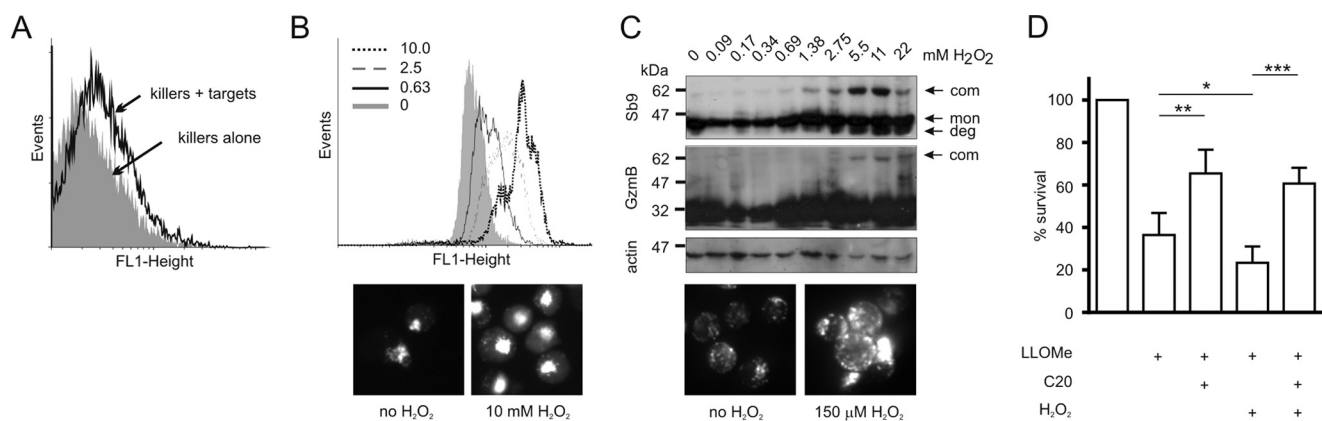 A
killers + targets
killers alone
Events
FL1-Height
B
10.0
2.5
0.63
0
Events
FL1-Height
no H₂O₂
10 mM H₂O₂
C
0 0.09 0.17 0.34 0.69 1.38 2.75 5.5 11 22 mM H₂O₂
kDa
Sb9
62
47
com
mon
deg
GzmB
62
47
32
com
actin
47
no H₂O₂
150 µM H₂O₂
D
% survival
100
80
60
40
20
0
*
**
***
LLOMe + + + +
C20 + +
H₂O₂ + +